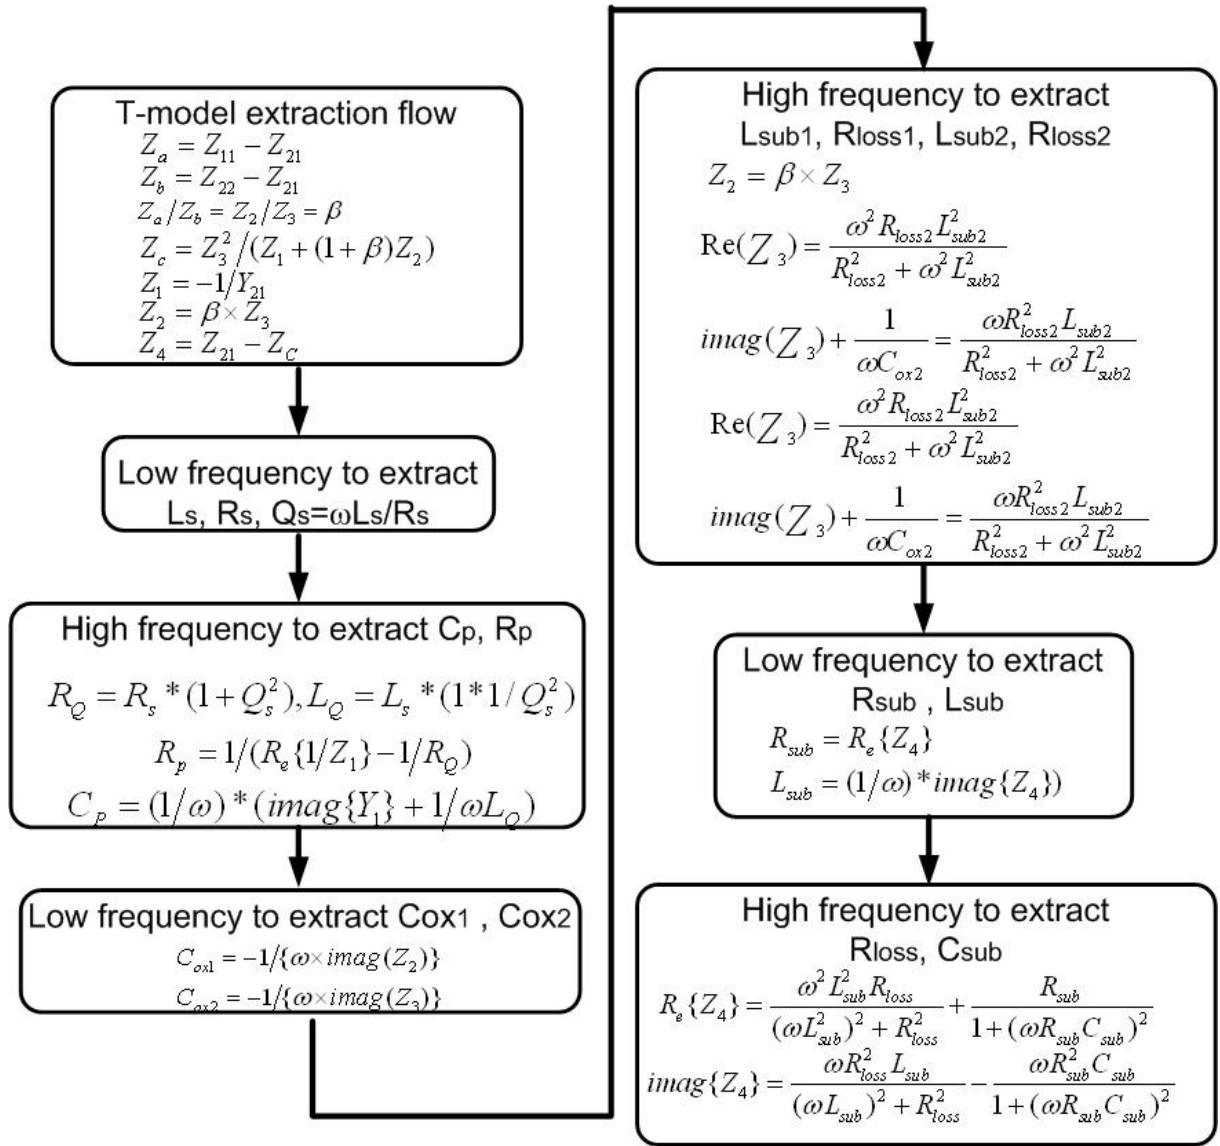 T-model extraction flow
Z_a = Z_11 − Z_21
Z_b = Z_22 − Z_21
Z_a/Z_b = Z_2/Z_3 = β
Z_c = Z_3^2/(Z_1 + (1 + β)Z_2)
Z_1 = −1/Y_21
Z_2 = β × Z_3
Z_4 = Z_21 − Z_C
Low frequency to extract
Ls, Rs, Qs=ωLs/Rs
High frequency to extract Cp, Rp
R_Q = R_s * (1 + Q_s^2), L_Q = L_s * (1*1/Q_s^2)
R_p = 1/(R_e{1/Z_1} − 1/R_Q)
C_p = (1/ω) * (imag{Y_1} + 1/ωL_Q)
Low frequency to extract Cox1 , Cox2
C_ox1 = −1/{ω × imag(Z_2)}
C_ox2 = −1/{ω × imag(Z_3)}
High frequency to extract
Lsub1, Rloss1, Lsub2, Rloss2
Z_2 = β × Z_3
Re(Z_3) = (ω^2 R_loss2 L_sub2^2)/(R_loss2^2 + ω^2 L_sub2^2)
imag(Z_3) + 1/(ωC_ox2) = (ωR_loss2^2 L_sub2)/(R_loss2^2 + ω^2 L_sub2^2)
Re(Z_3) = (ω^2 R_loss2 L_sub2^2)/(R_loss2^2 + ω^2 L_sub2^2)
imag(Z_3) + 1/(ωC_ox2) = (ωR_loss2^2 L_sub2)/(R_loss2^2 + ω^2 L_sub2^2)
Low frequency to extract
Rsub , Lsub
R_sub = R_e{Z_4}
L_sub = (1/ω) * imag{Z_4})
High frequency to extract
Rloss, Csub
R_e{Z_4} = (ω^2 L_sub^2 R_loss)/((ωL_sub^2)^2 + R_loss^2) + R_sub/(1 + (ωR_sub C_sub)^2)
imag{Z_4} = (ωR_loss^2 L_sub)/((ωL_sub)^2 + R_loss^2) − (ωR_sub^2 C_sub)/(1 + (ωR_sub C_sub)^2)